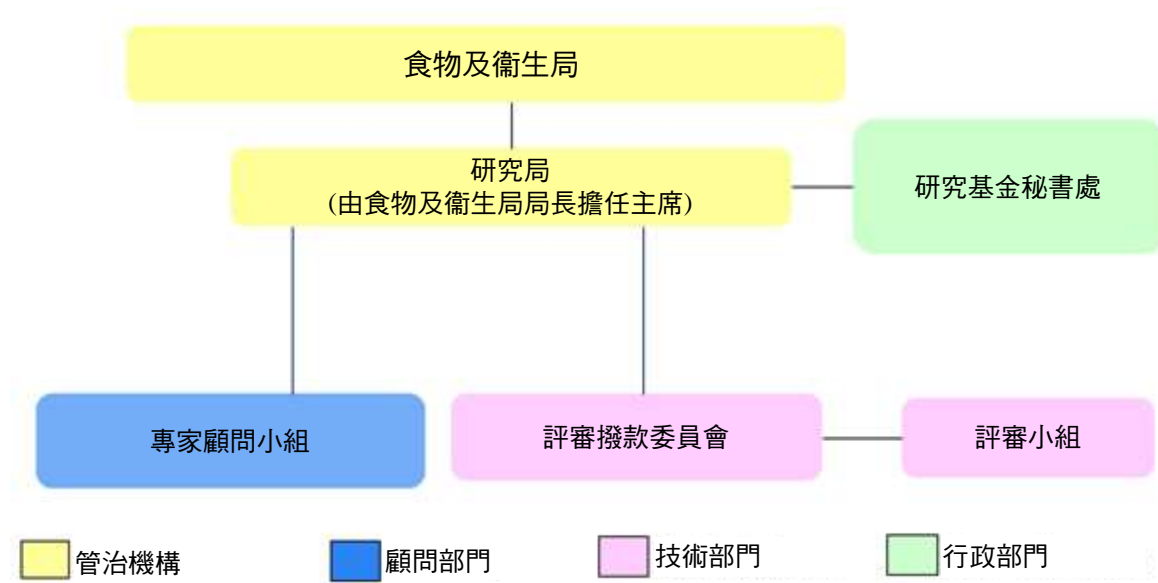 食物及衞生局
研究局
(由食物及衞生局局長擔任主席)
研究基金秘書處
專家顧問小組
評審撥款委員會
評審小組
管治機構
顧問部門
技術部門
行政部門